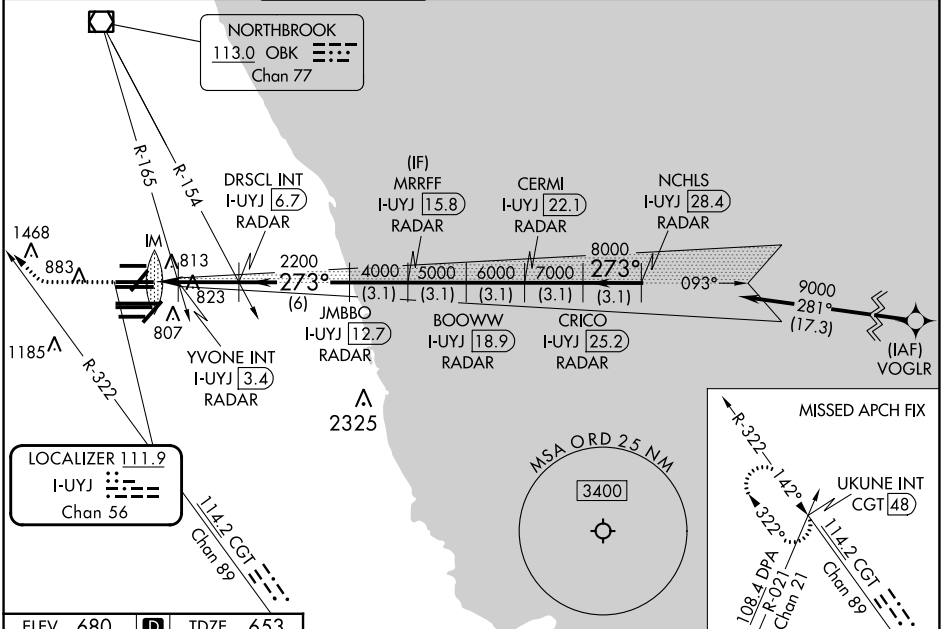 NORTHBROOK
113.0 OBK
Chan 77
R-165
R-154
DRSCL INT
I-UYJ 6.7
RADAR
(IF)
MRRFF
I-UYJ 15.8
RADAR
CERMI
I-UYJ 22.1
RADAR
NCHLS
I-UYJ 28.4
RADAR
1468
883
IM
813
823
807
1185
2200
273°
(6)
4000
(3.1)
5000
(3.1)
6000
(3.1)
7000
(3.1)
8000
273°
(3.1)
093°
9000
281°
(17.3)
(IAF)
VOGLR
YVONE INT
I-UYJ 3.4
RADAR
JMBBO
I-UYJ 12.7
RADAR
BOOWW
I-UYJ 18.9
RADAR
CRICO
I-UYJ 25.2
RADAR
2325
R-322
LOCALIZER 111.9
I-UYJ
Chan 56
114.2 CGT
Chan 89
MSA ORD 25 NM
3400
MISSED APCH FIX
R-322
142°
322°
UKUNE INT
CGT 48
108.4 DPA
R-021
Chan 21
114.2 CGT
Chan 89
ELEV 680 D TDZE 653